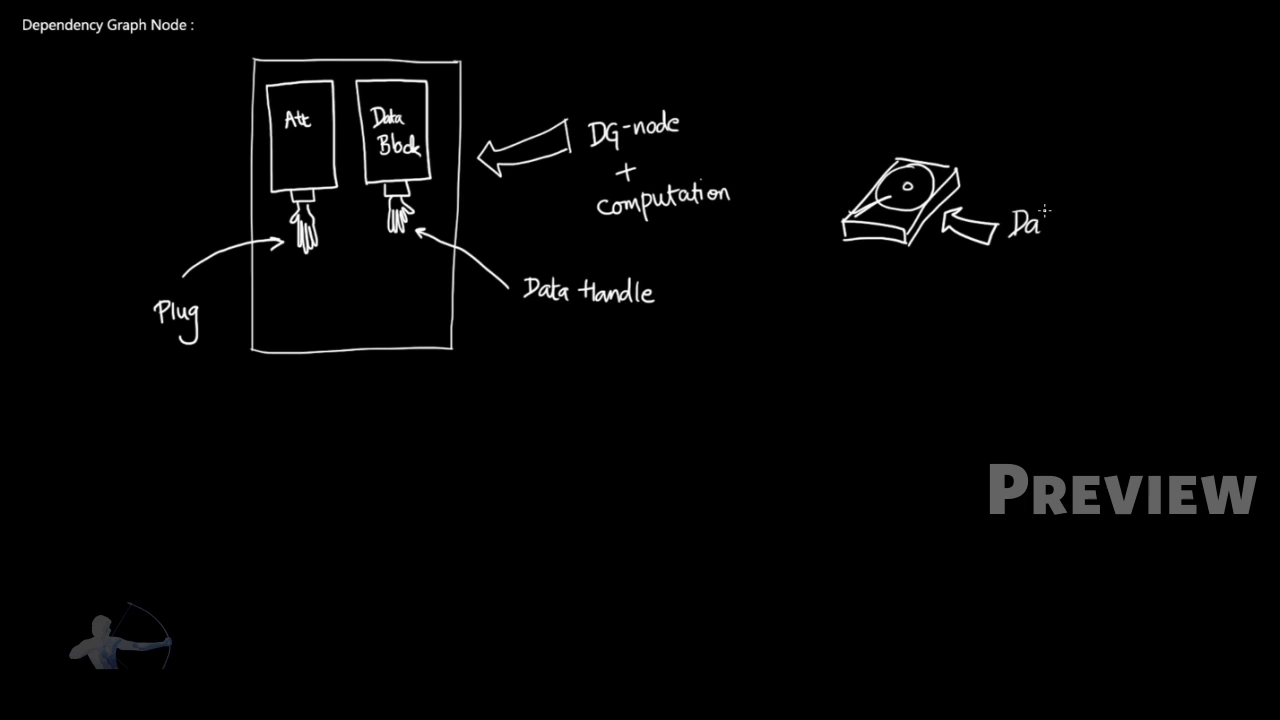 Dependency Graph Node :
Att
Data
Block
DG-node
+
computation
Plug
Data Handle
Da
PREVIEW